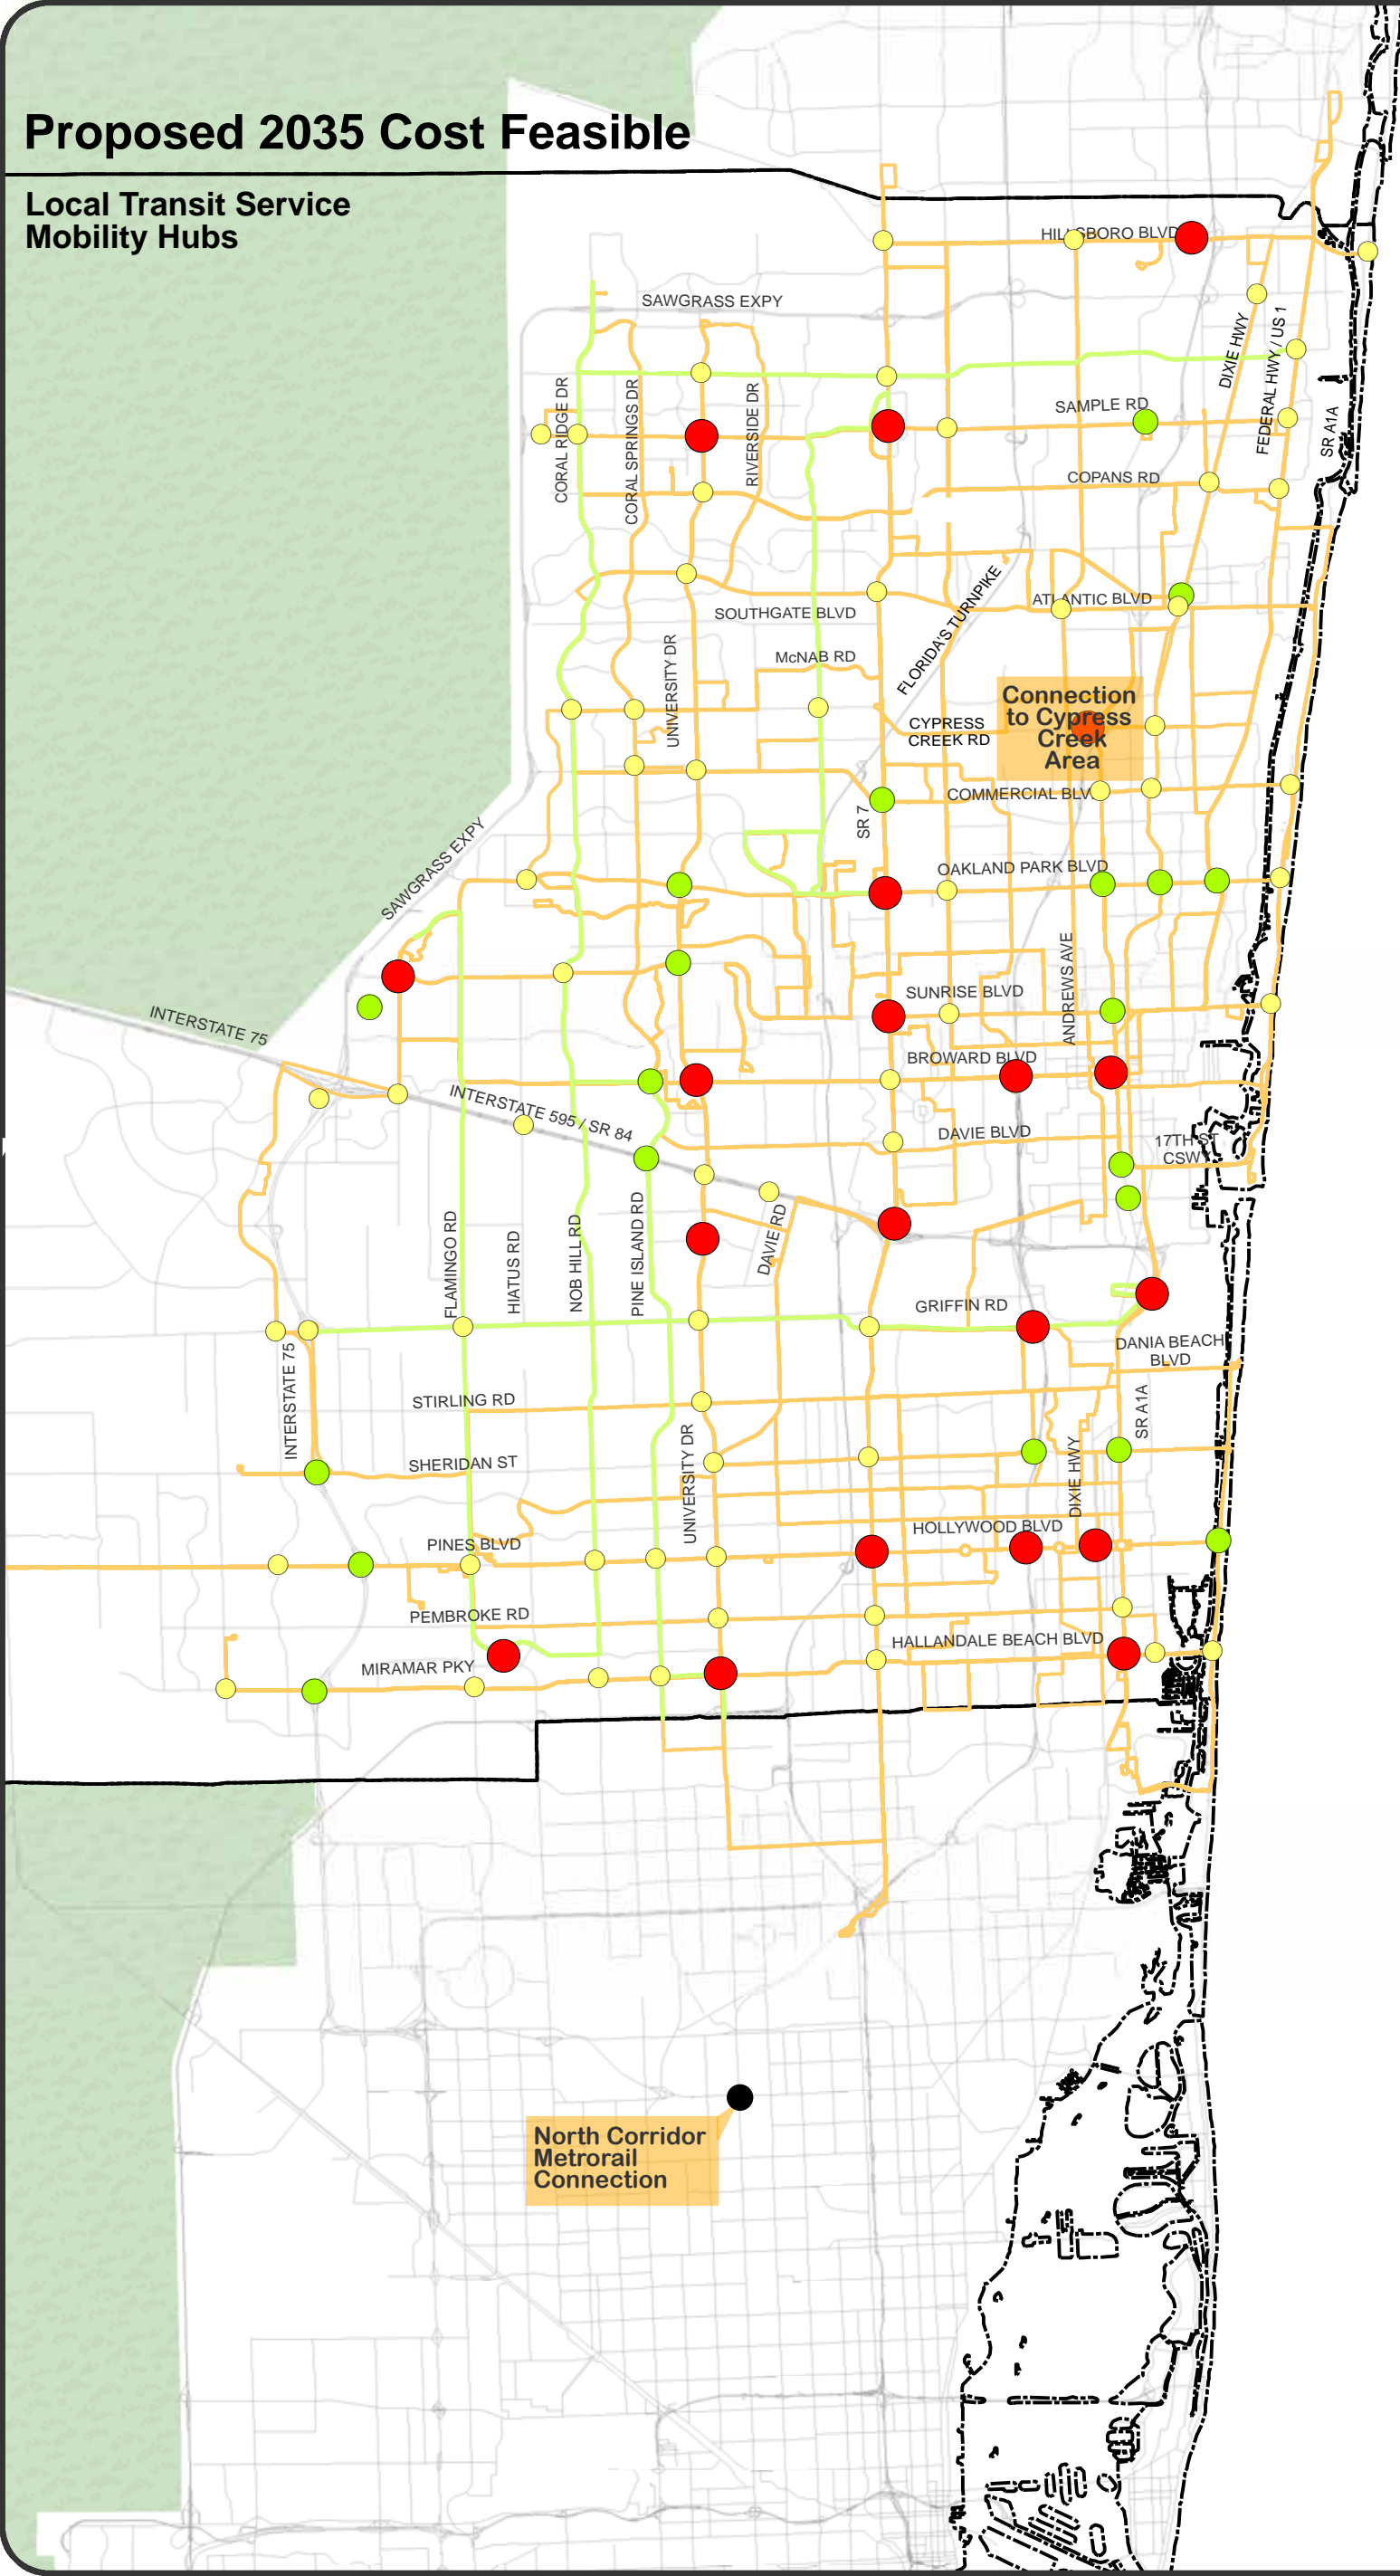 Proposed 2035 Cost Feasible
Local Transit Service
Mobility Hubs
HILLSBORO BLVD
SAWGRASS EXPY
DIXIE HWY
FEDERAL HWY / US 1
SR A1A
CORAL RIDGE DR
CORAL SPRINGS DR
RIVERSIDE DR
SAMPLE RD
COPANS RD
FLORIDA'S TURNPIKE
ATLANTIC BLVD
SOUTHGATE BLVD
UNIVERSITY DR
McNAB RD
CYPRESS
CREEK RD
Connection
to Cypress
Creek
Area
COMMERCIAL BLV
SR 7
SAWGRASS EXPY
OAKLAND PARK BLVD
ANDREWS AVE
SUNRISE BLVD
INTERSTATE 75
BROWARD BLVD
INTERSTATE 595 / SR 84
DAVIE BLVD
17TH ST
CSWY
FLAMINGO RD
HIATUS RD
NOB HILL RD
PINE ISLAND RD
DAVIE RD
GRIFFIN RD
DANIA BEACH
BLVD
INTERSTATE 75
STIRLING RD
SR A1A
SHERIDAN ST
UNIVERSITY DR
DIXIE HWY
HOLLYWOOD BLVD
PINES BLVD
PEMBROKE RD
HALLANDALE BEACH BLVD
MIRAMAR PKY
North Corridor
Metrorail
Connection